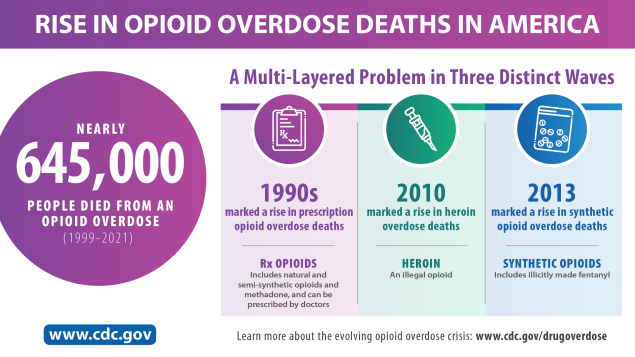 RISE IN OPIOID OVERDOSE DEATHS IN AMERICA
NEARLY
645,000
PEOPLE DIED FROM AN
OPIOID OVERDOSE
(1999-2021)
A Multi-Layered Problem in Three Distinct Waves
Rx
1990s
marked a rise in prescription
opioid overdose deaths
Rx OPIOIDS
Includes natural and
semi-synthetic opioids and
methadone, and can be
prescribed by doctors
2010
marked a rise in heroin
overdose deaths
HEROIN
An illegal opioid
2013
marked a rise in synthetic
opioid overdose deaths
SYNTHETIC OPIOIDS
Includes illicitly made fentanyl
www.cdc.gov
Learn more about the evolving opioid overdose crisis: www.cdc.gov/drugoverdose